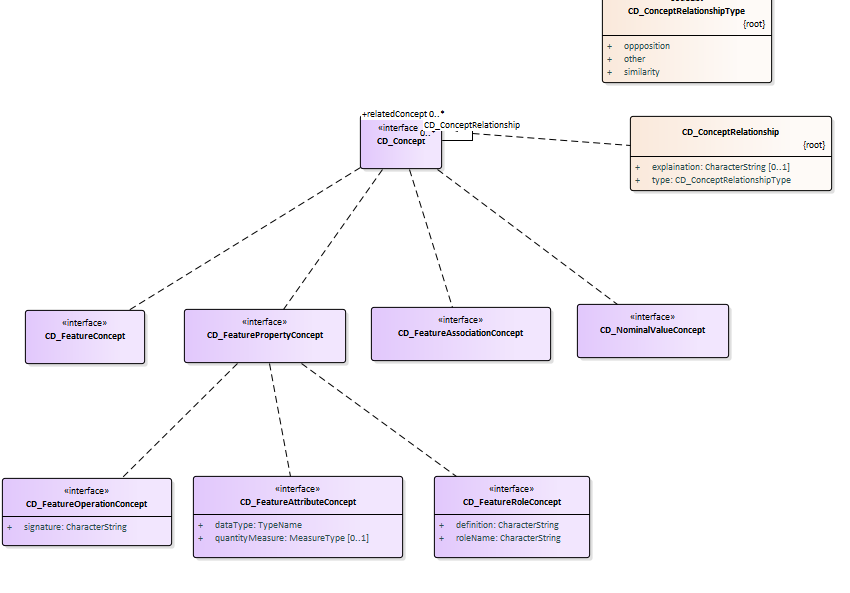 CD_ConceptRelationshipType
{root}
+ oppposition
+ other
+ similarity
+relatedConcept 0..*
«interface
CD_ConceptRelationship
0..*
CD_Concept
CD_ConceptRelationship
{root}
+ explaination: CharacterString [0..1]
+ type: CD_ConceptRelationshipType
«interface»
CD_FeatureConcept
«interface»
CD_FeaturePropertyConcept
«interface»
CD_FeatureAssociationConcept
«interface»
CD_NominalValueConcept
«interface»
CD_FeatureOperationConcept
+ signature: CharacterString
«interface»
CD_FeatureAttributeConcept
+ dataType: TypeName
+ quantityMeasure: MeasureType [0..1]
«interface»
CD_FeatureRoleConcept
+ definition: CharacterString
+ roleName: CharacterString